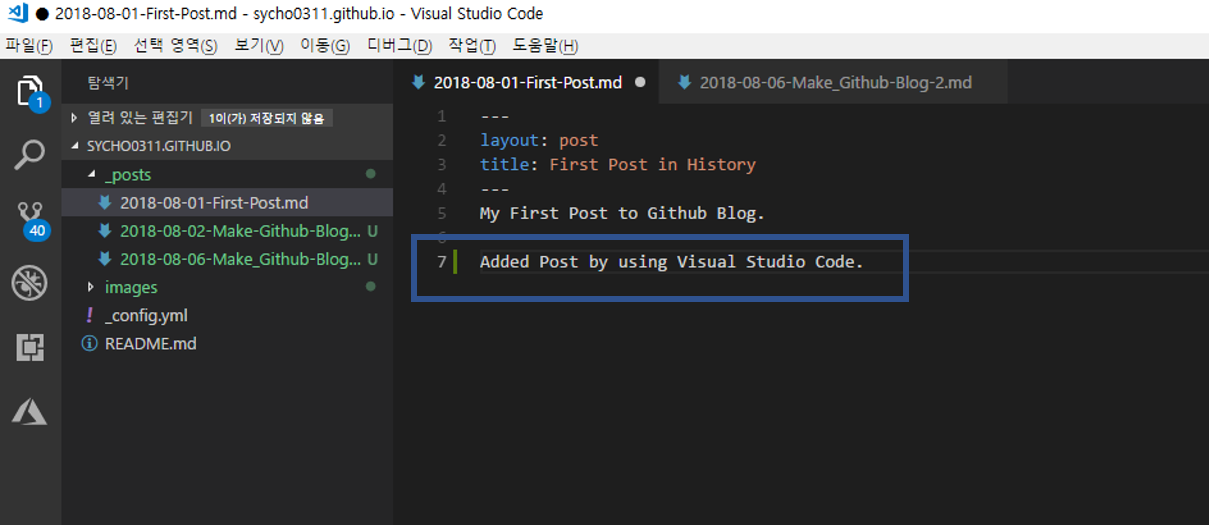 ● 2018-08-01-First-Post.md - sycho0311.github.io - Visual Studio Code
파일(F) 편집(E) 선택 영역(S) 보기(V) 이동(G) 디버그(D) 작업(T) 도움말(H)
1
40
탐색기
열려 있는 편집기 1이(가) 저장되지 않음
SYCHO0311.GITHUB.IO
_posts
2018-08-01-First-Post.md
2018-08-02-Make-Github-Blog... U
2018-08-06-Make_Github-Blog... U
images
_config.yml
README.md
2018-08-01-First-Post.md ● 2018-08-06-Make_Github-Blog-2.md
1 ---
2 layout: post
3 title: First Post in History
4 ---
5 My First Post to Github Blog.
6
7 Added Post by using Visual Studio Code.